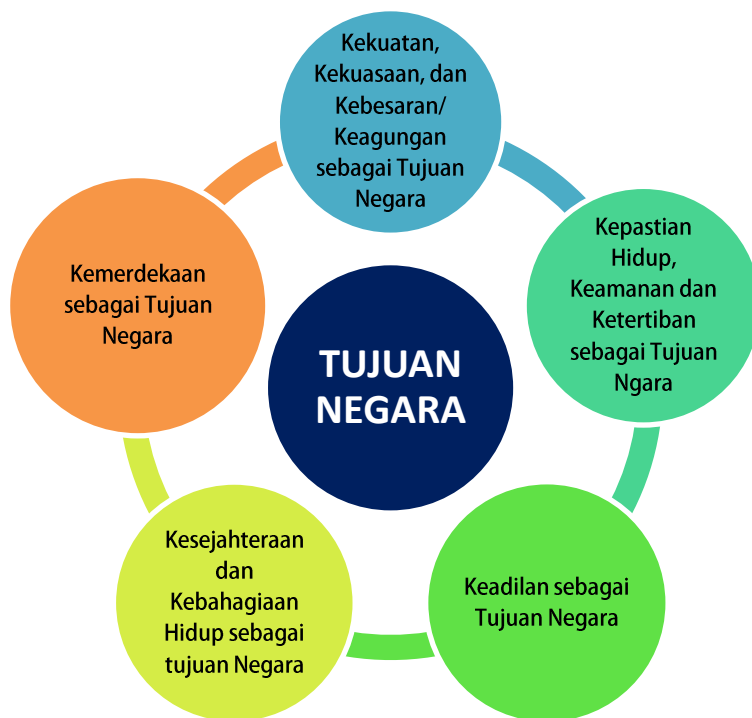 Kekuatan,
Kekuasaan, dan
Kebesaran/
Keagungan
sebagai Tujuan
Negara
Kepastian
Hidup,
Keamanan dan
Ketertiban
sebagai Tujuan
Ngara
Keadilan sebagai
Tujuan Negara
Kesejahteraan
dan
Kebahagiaan
Hidup sebagai
tujuan Negara
Kemerdekaan
sebagai Tujuan
Negara
TUJUAN
NEGARA